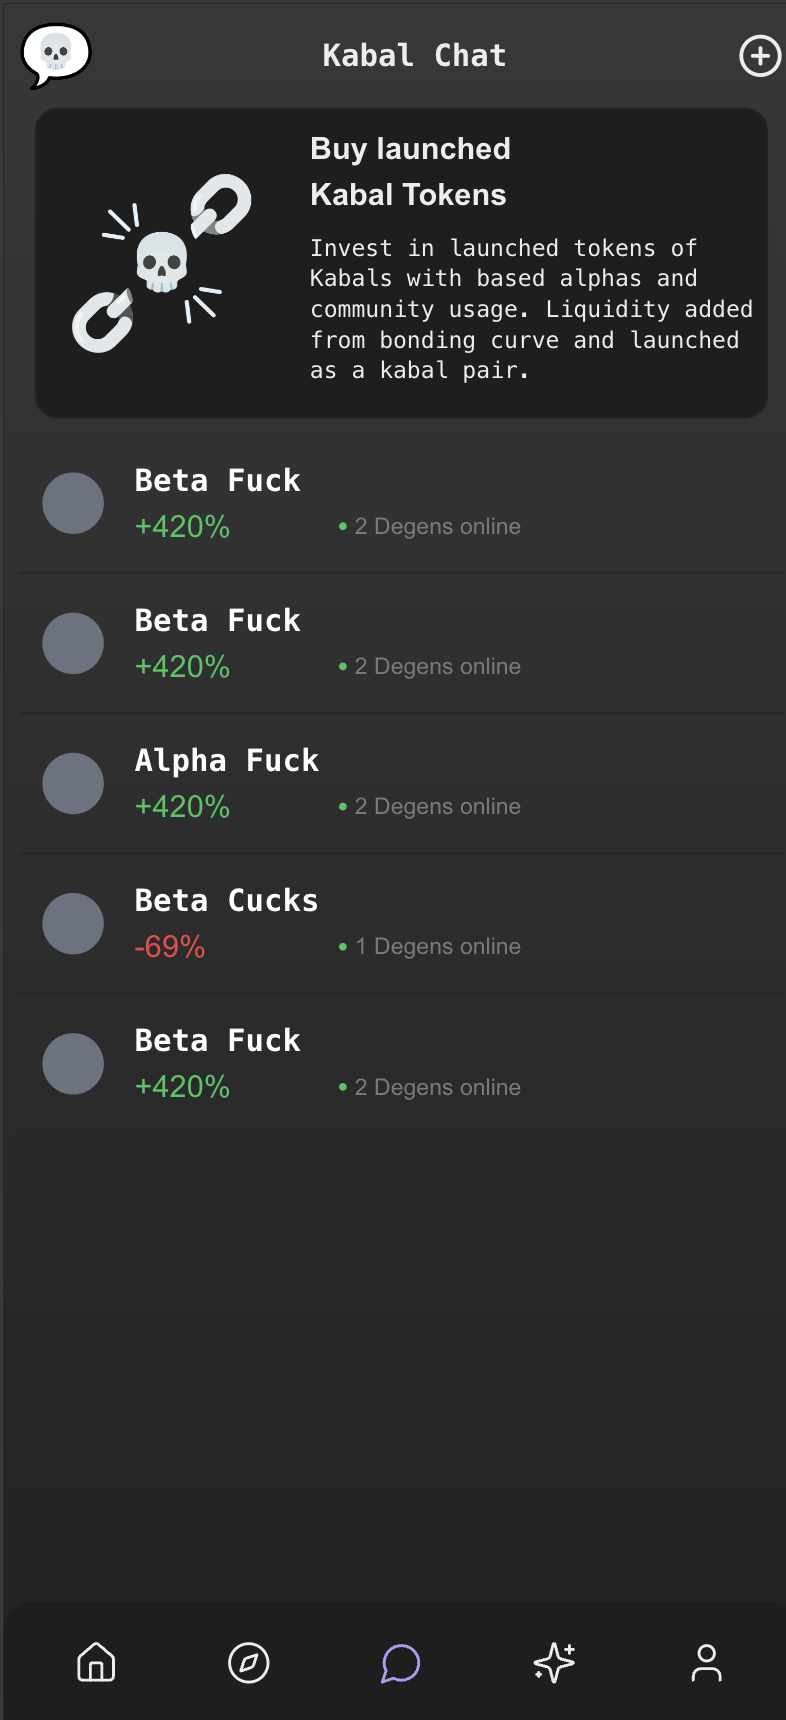 Kabal Chat
Buy launched
Kabal Tokens
Invest in launched tokens of
Kabals with based alphas and
community usage. Liquidity added
from bonding curve and launched
as a kabal pair.
Beta Fuck
+420%
• 2 Degens online
Beta Fuck
+420%
• 2 Degens online
Alpha Fuck
+420%
• 2 Degens online
Beta Cucks
-69%
• 1 Degens online
Beta Fuck
+420%
• 2 Degens online